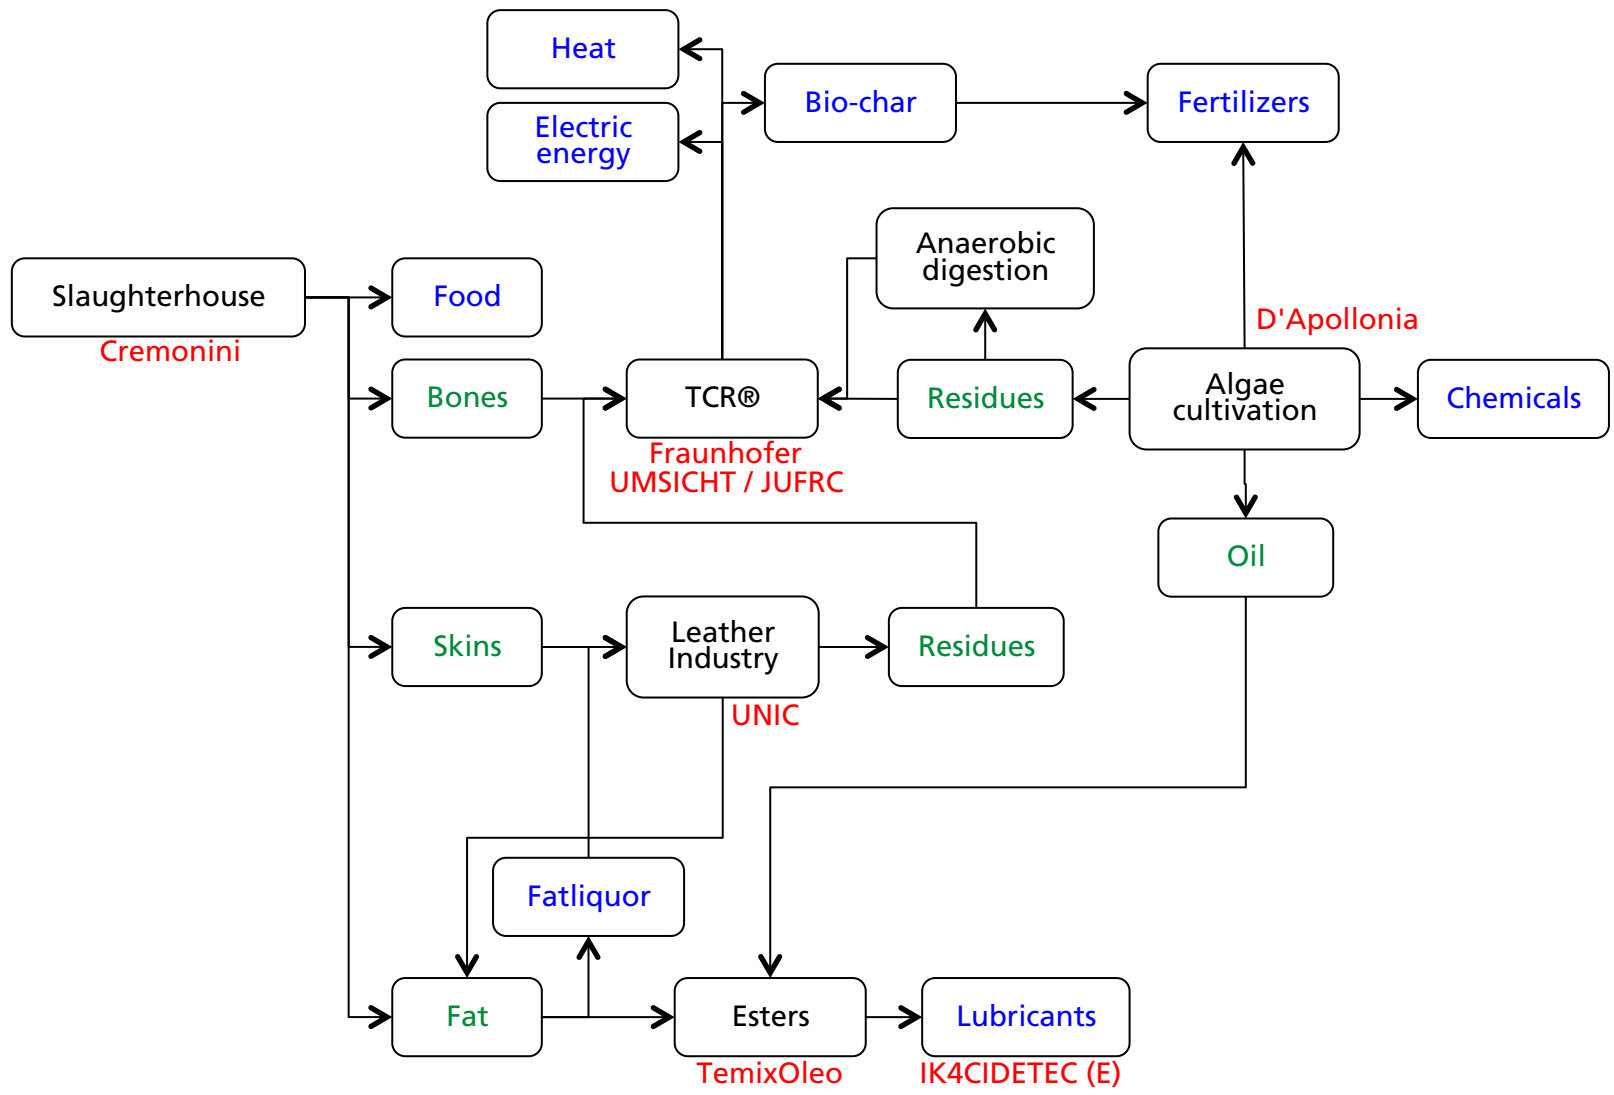 Heat
Electric
energy
Bio-char
Fertilizers
Anaerobic
digestion
Slaughterhouse
Cremonini
Food
D'Apollonia
Bones
TCR®
Fraunhofer
UMSICHT / JUFRC
Residues
Algae
cultivation
Chemicals
Oil
Skins
Leather
Industry
UNIC
Residues
Fatliquor
Fat
Esters
TemixOleo
Lubricants
IK4CIDETEC (E)